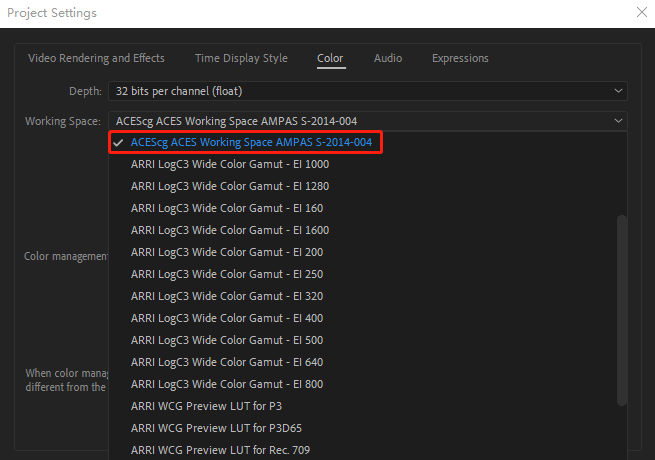 Project Settings
Video Rendering and Effects Time Display Style Color Audio Expressions
Depth: 32 bits per channel (float)
Working Space: ACEScg ACES Working Space AMPAS S-2014-004
ACEScg ACES Working Space AMPAS S-2014-004
ARRI LogC3 Wide Color Gamut - EI 1000
ARRI LogC3 Wide Color Gamut - EI 1280
ARRI LogC3 Wide Color Gamut - EI 160
ARRI LogC3 Wide Color Gamut - EI 1600
ARRI LogC3 Wide Color Gamut - EI 200
Color management
ARRI LogC3 Wide Color Gamut - EI 250
ARRI LogC3 Wide Color Gamut - EI 320
ARRI LogC3 Wide Color Gamut - EI 400
ARRI LogC3 Wide Color Gamut - EI 500
ARRI LogC3 Wide Color Gamut - EI 640
When color manag
different from the
ARRI LogC3 Wide Color Gamut - EI 800
ARRI WCG Preview LUT for P3
ARRI WCG Preview LUT for P3D65
ARRI WCG Preview LUT for Rec. 709